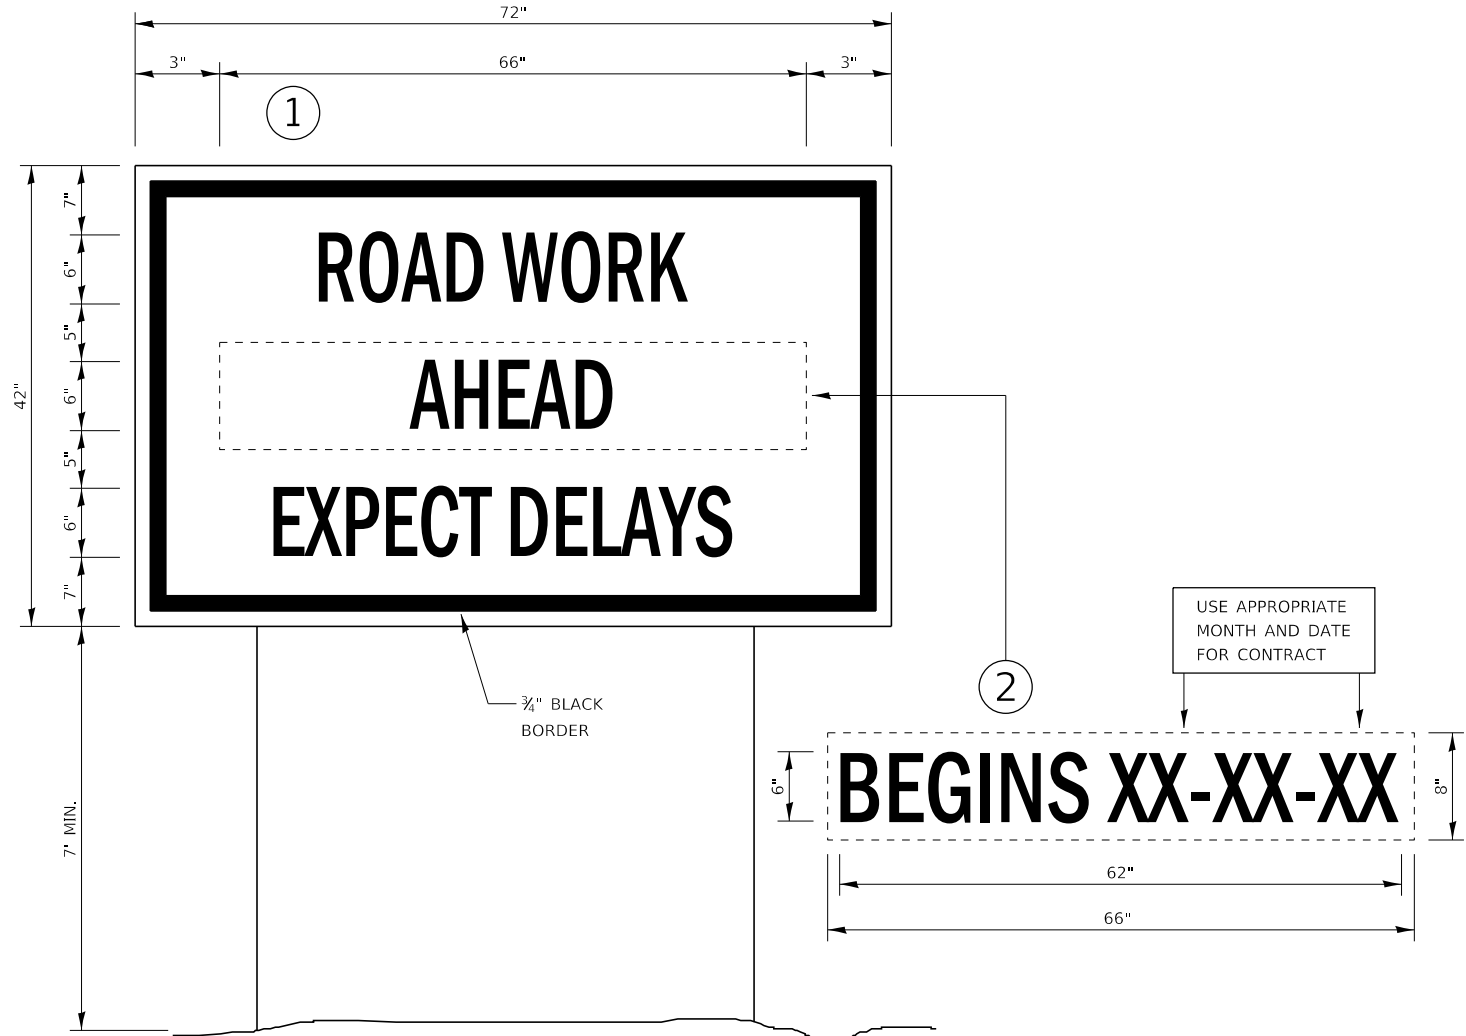 72"
3" 66" 3"
1
7"
6"
5"
6"
5"
6"
7"
42"
ROAD WORK
AHEAD
EXPECT DELAYS
¾" BLACK
BORDER
7' MIN.
2
USE APPROPRIATE
MONTH AND DATE
FOR CONTRACT
6"
BEGINS XX-XX-XX
8"
62"
66"